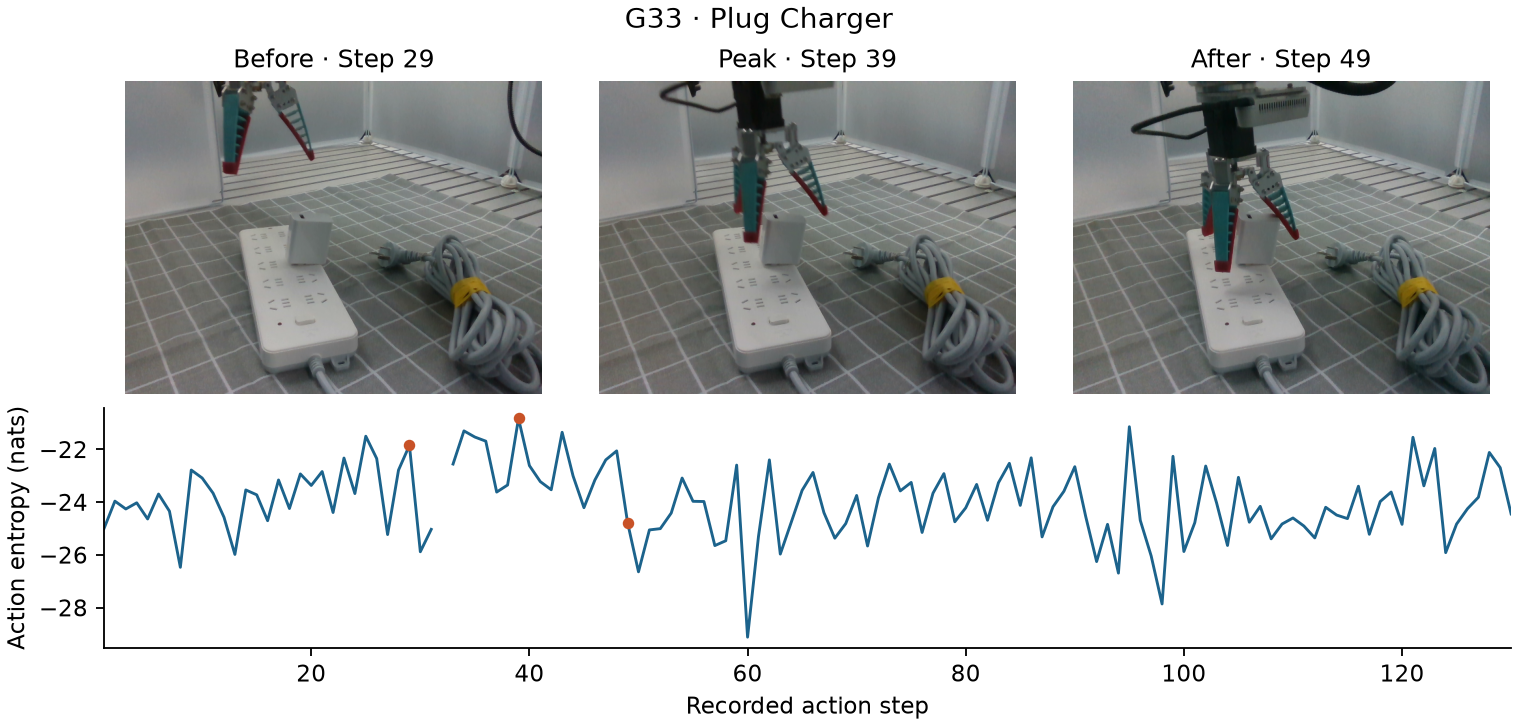 G33 · Plug Charger
Before · Step 29
Peak · Step 39
After · Step 49
Action entropy (nats)
−22
−24
−26
−28
20
40
60
80
100
120
Recorded action step